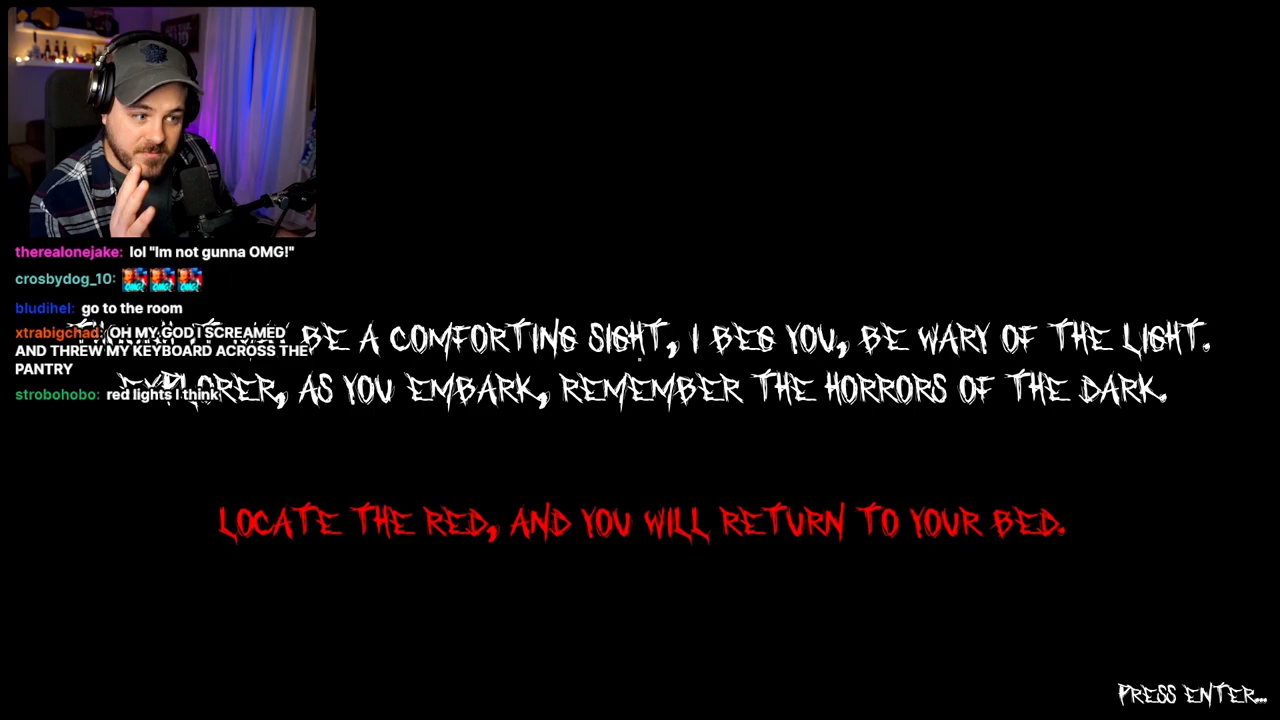 therealonejake: lol "Im not gunna OMG!"
crosbydog_10:
bludihel: go to the room
xtrabigchad: OH MY GOD I SCREAMED
AND THREW MY KEYBOARD ACROSS THE
PANTRY
strobohobo: red lights I think
BE A COMFORTING SIGHT, I BEG YOU, BE WARY OF THE LIGHT.
EXPLORER, AS YOU EMBARK, REMEMBER THE HORRORS OF THE DARK.
LOCATE THE RED, AND YOU WILL RETURN TO YOUR BED.
PRESS ENTER...